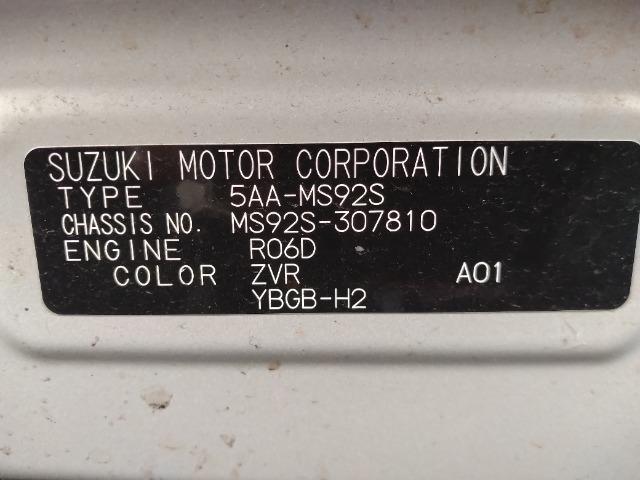 SUZUKI MOTOR CORPORATION
TYPE 5AA-MS92S
CHASSIS NO. MS92S-307810
ENGINE R06D
COLOR ZVR A01
YBGB-H2